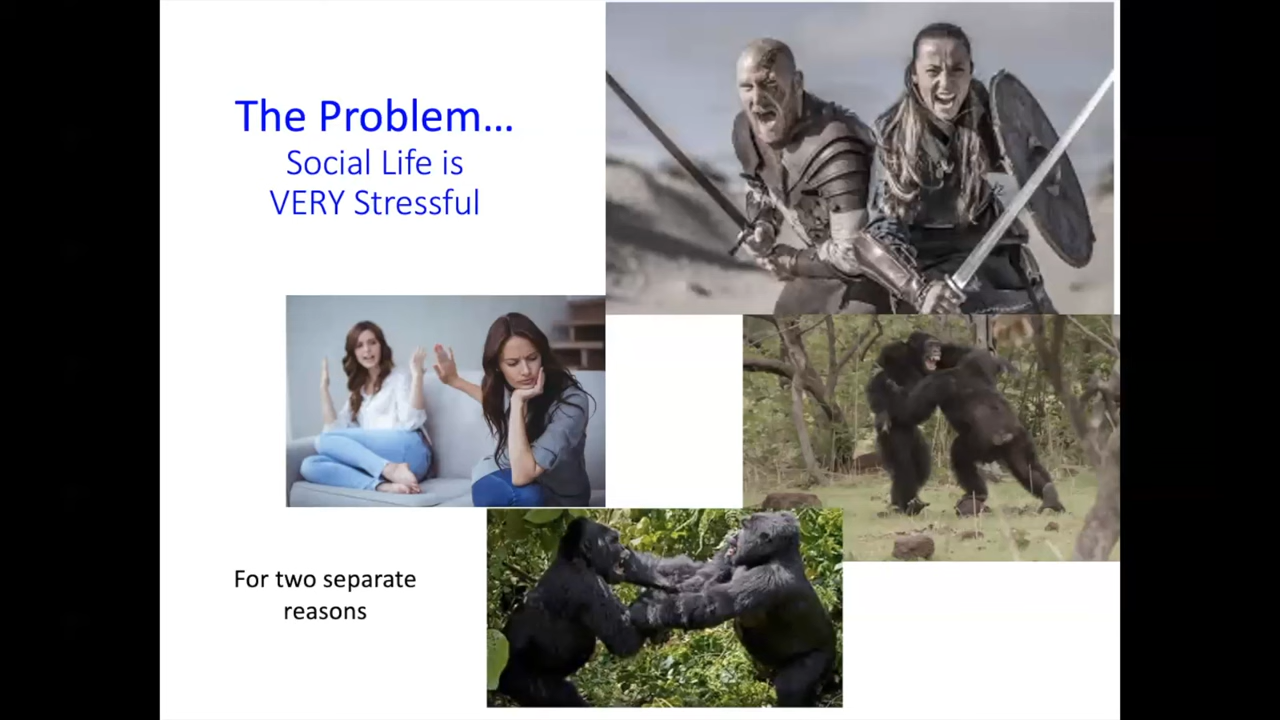 The Problem...
Social Life is
VERY Stressful
For two separate
reasons